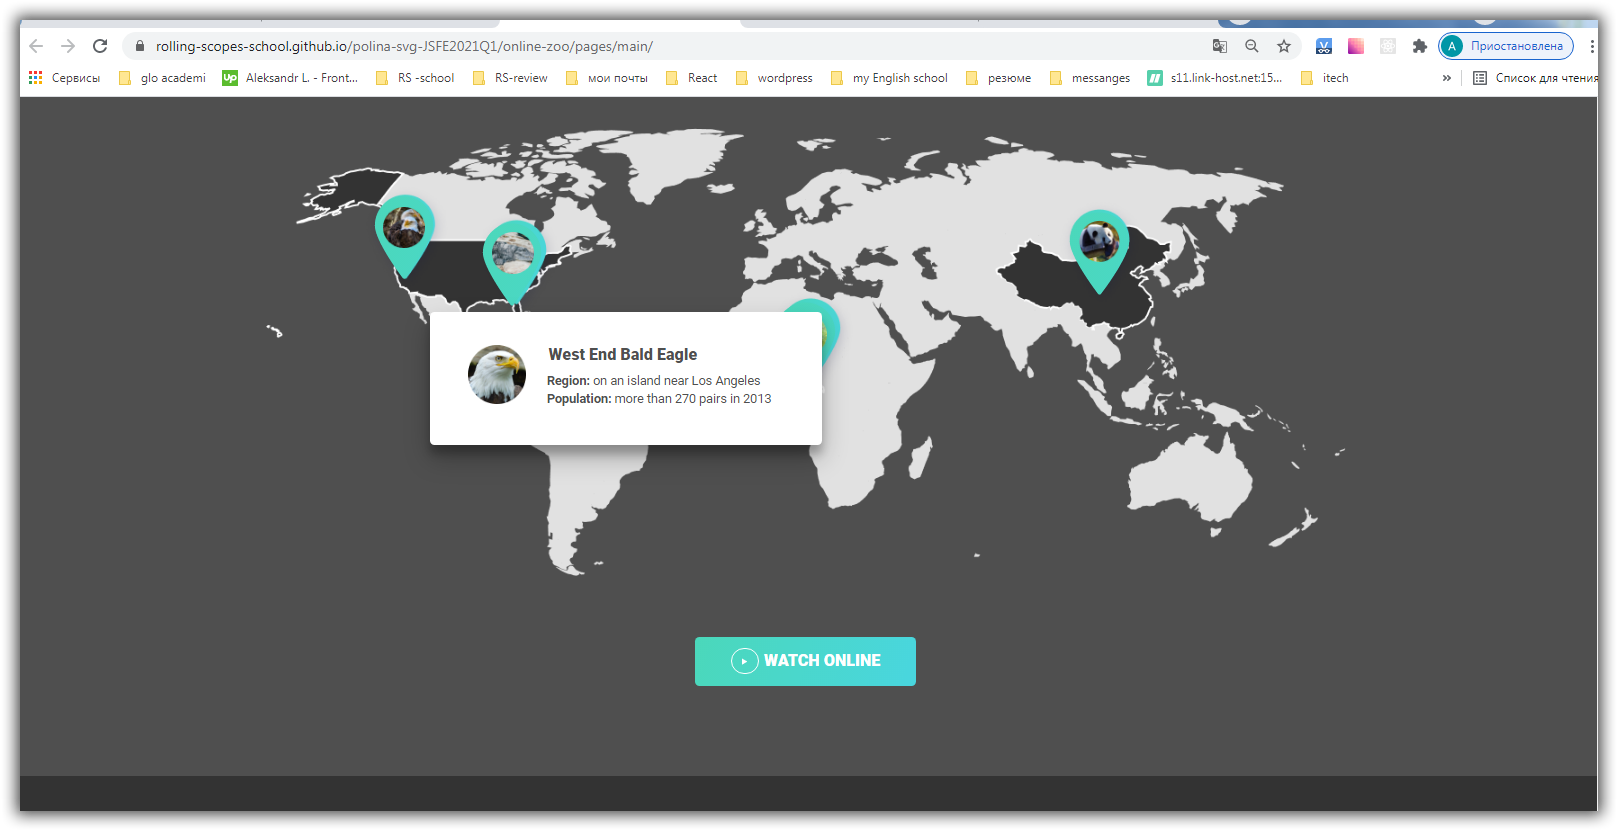 rolling-scopes-school.github.io/polina-svg-JSFE2021Q1/online-zoo/pages/main/
A Приостановлена
Сервисы glo academi Up Aleksandr L. - Front... RS -school RS-review мои почты React wordpress my English school резюме messanges s11.link-host.net:15... itech » Список для чтения
West End Bald Eagle
Region: on an island near Los Angeles
Population: more than 270 pairs in 2013
WATCH ONLINE